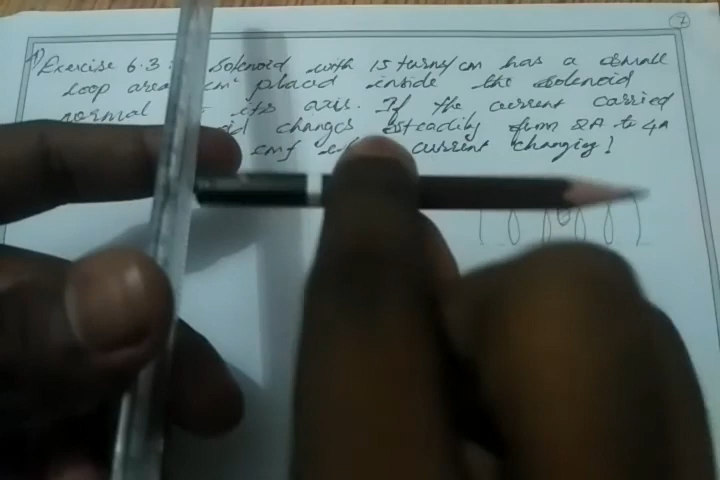 7
Exercise 6.3: Solenoid with 15 turns/cm has a small
loop area cm² placed inside the solenoid
normal its axis. If the current carried
changes steadily from 2A to 4A
emf current changing?